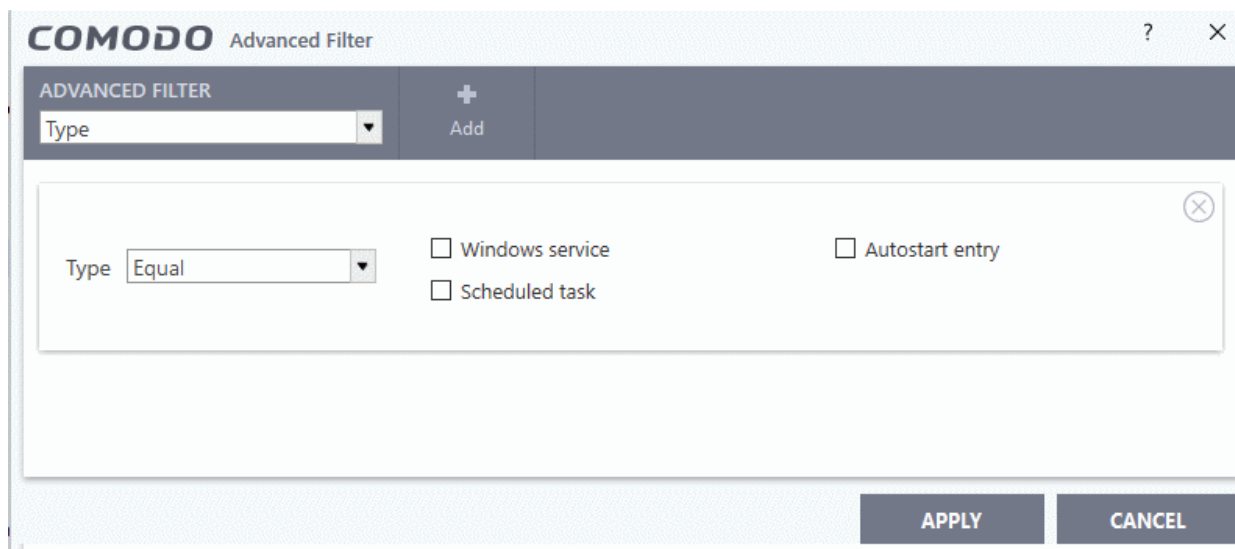 COMODO Advanced Filter ?
ADVANCED FILTER
Type
Add
Type Equal
Windows service Autostart entry
Scheduled task
APPLY CANCEL